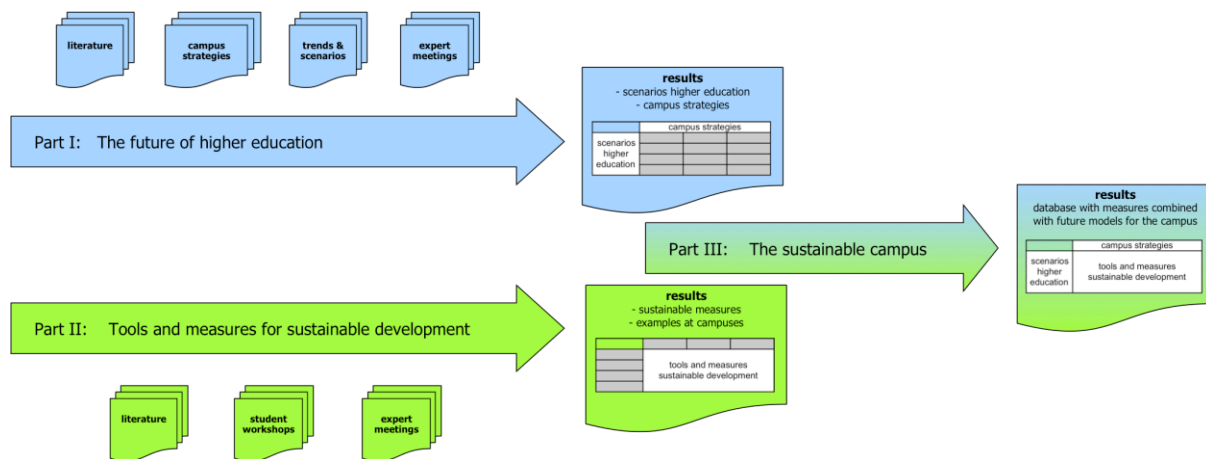 literature
campus
strategies
trends &
scenarios
expert
meetings
Part I: The future of higher education
results
- scenarios higher education
- campus strategies
campus strategies
scenarios
higher
education
Part III: The sustainable campus
results
database with measures combined
with future models for the campus
campus strategies
scenarios
higher
education
tools and measures
sustainable development
Part II: Tools and measures for sustainable development
results
- sustainable measures
- examples at campuses
tools and measures
sustainable development
literature
student
workshops
expert
meetings